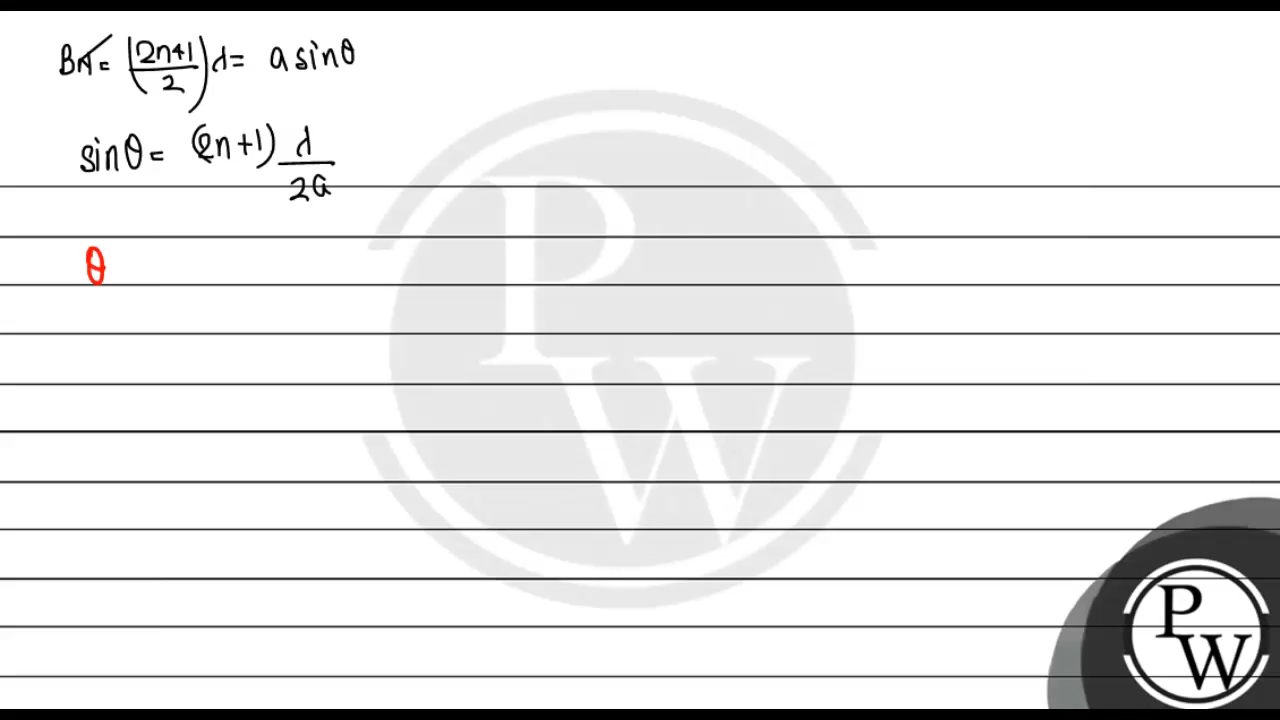 BN = (2n+1/2)λ = a sinθ
sinθ = (2n+1) λ/2a
θ
P
W
P
W